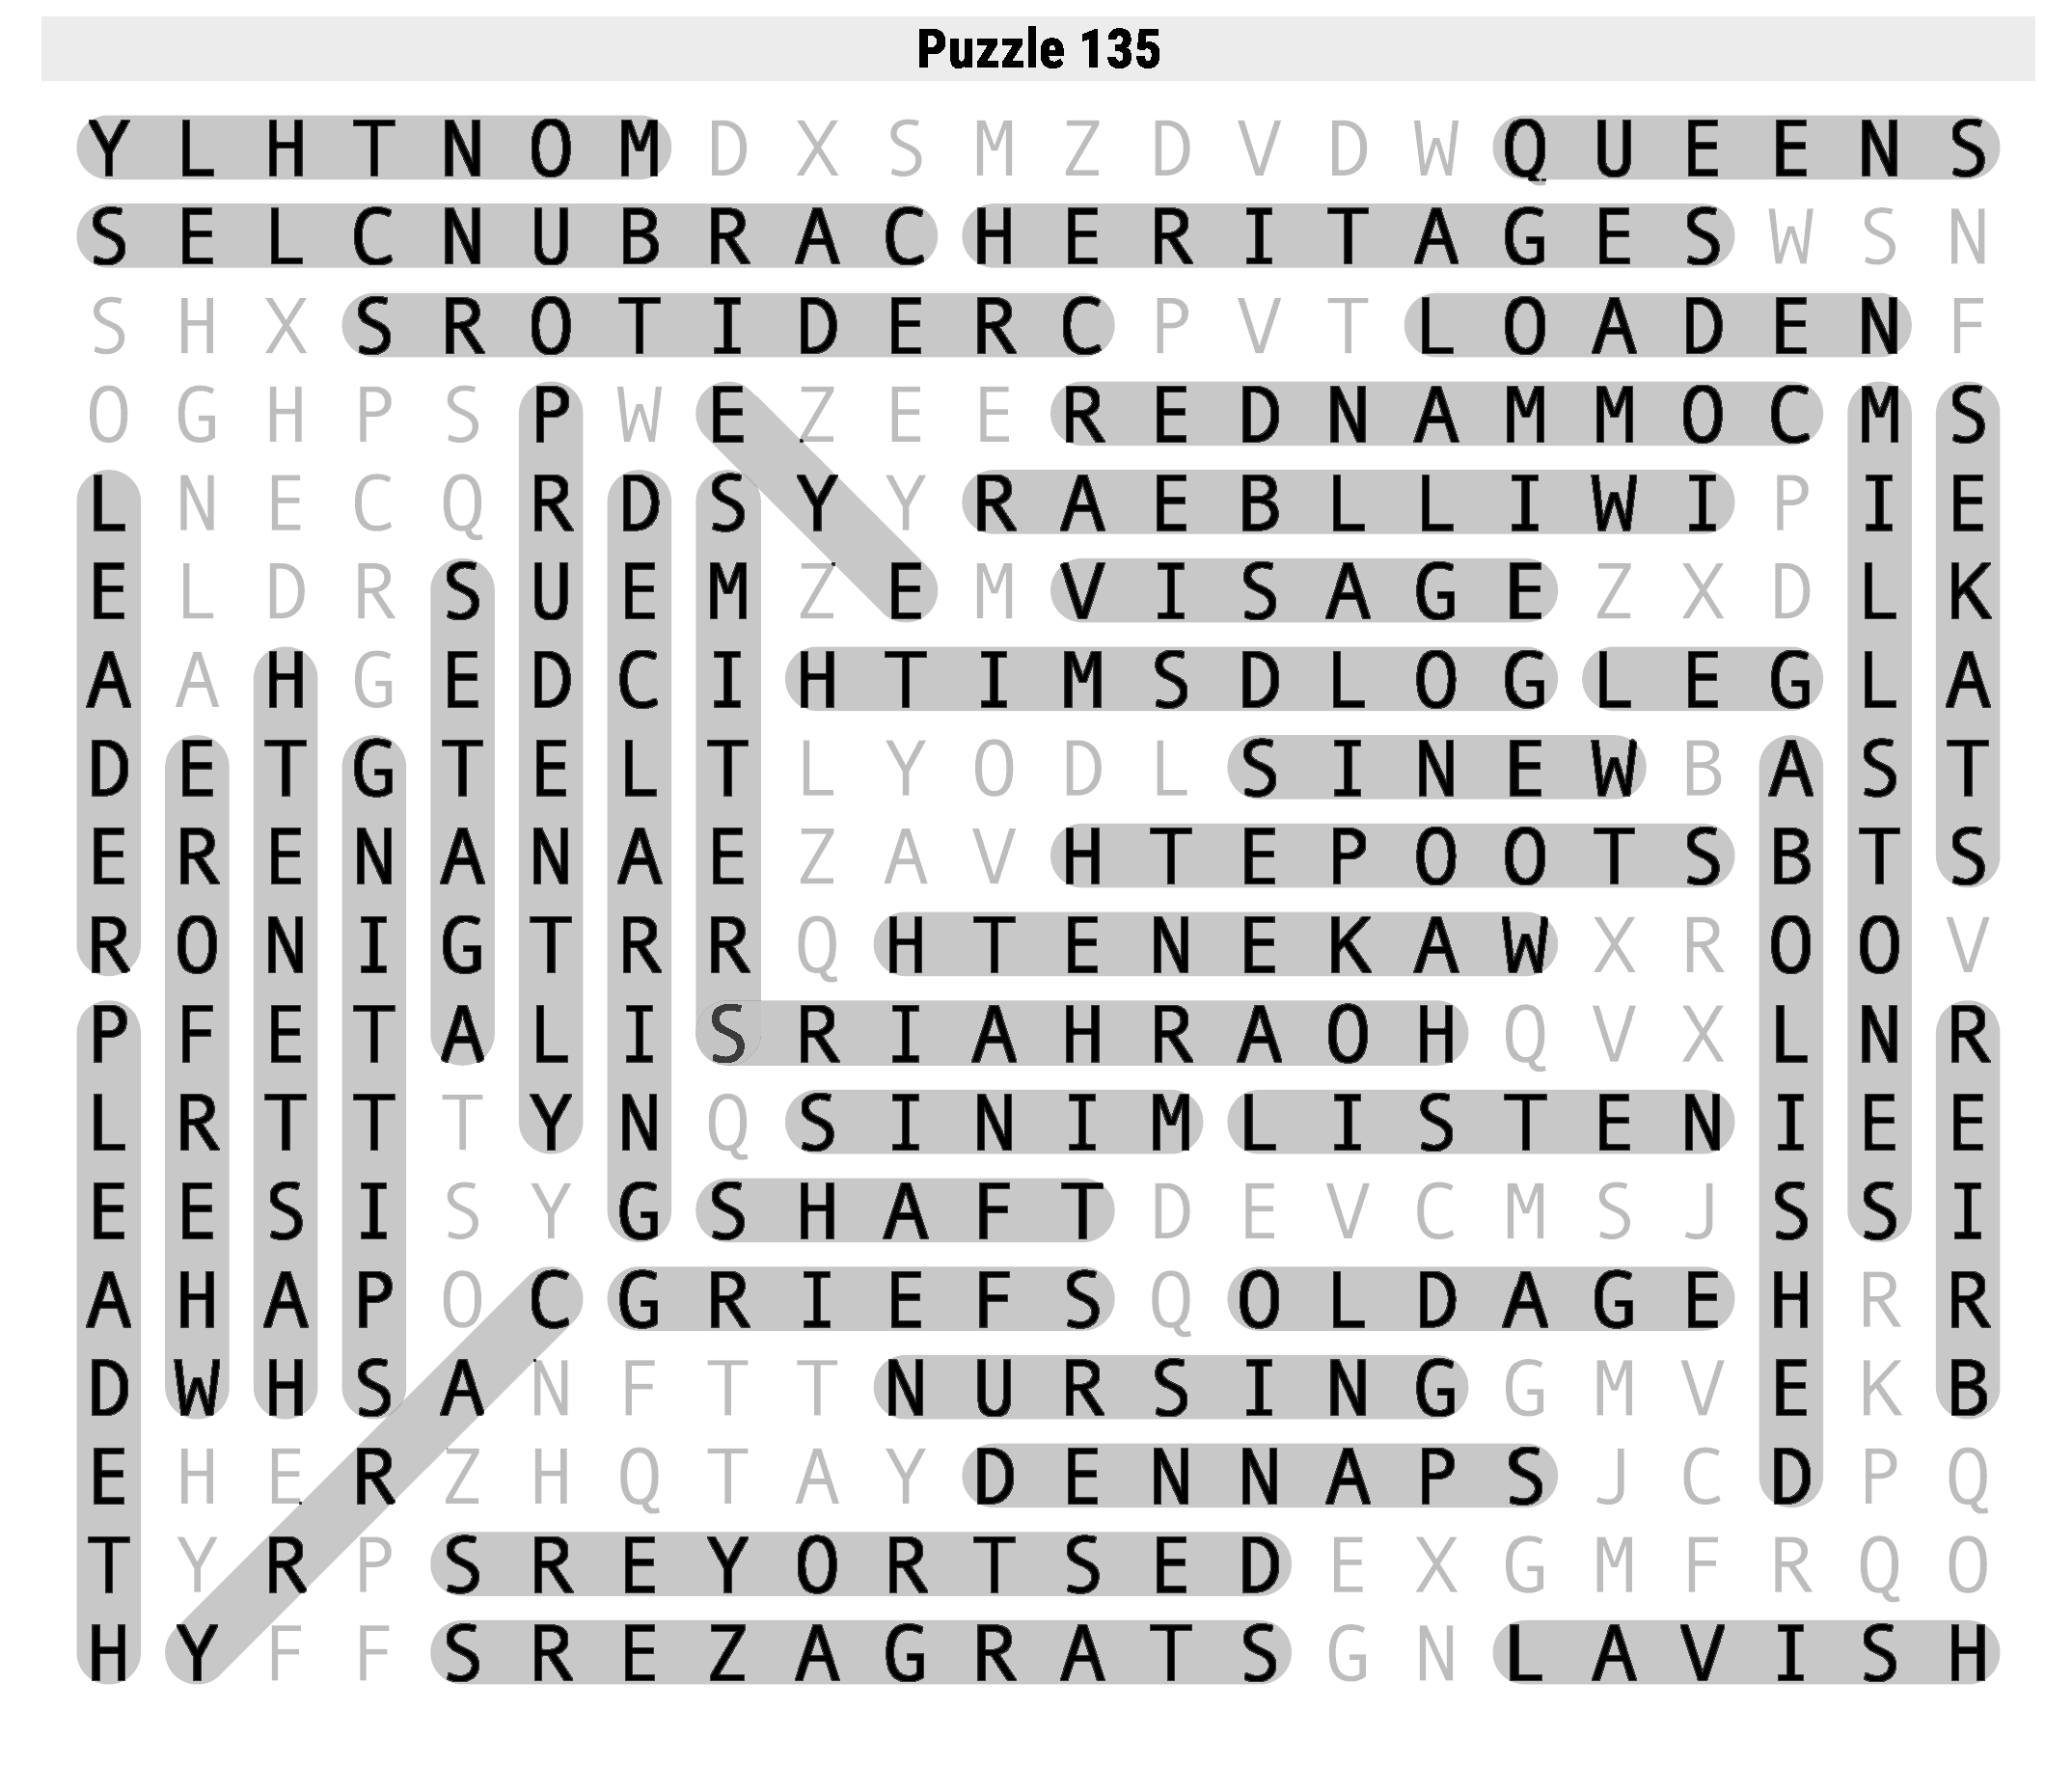 Puzzle 135
Y L H T N O M D X S M Z D V D W Q U E E N S
S E L C N U B R A C H E R I T A G E S W S N
S H X S R O T I D E R C P V T L O A D E N F
O G H P S P W E Z E E R E D N A M M O C M S
L N E C Q R D S Y Y R A E B L L I W I P I E
E L D R S U E M Z E M V I S A G E Z X D L K
A A H G E D C I H T I M S D L O G L E G L A
D E T G T E L T L Y O D L S I N E W B A S T
E R E N A N A E Z A V H T E P O O T S B T S
R O N I G T R R Q H T E N E K A W X R O O V
P F E T A L I S R I A H R A O H Q V X L N R
L R T T T Y N Q S I N I M L I S T E N I E E
E E S I S Y G S H A F T D E V C M S J S S I
A H A P O C G R I E F S Q O L D A G E H R R
D W H S A N F T T N U R S I N G G M V E K B
E H E R Z H Q T A Y D E N N A P S J C D P Q
T Y R P S R E Y O R T S E D E X G M F R Q O
H Y F F S R E Z A G R A T S G N L A V I S H